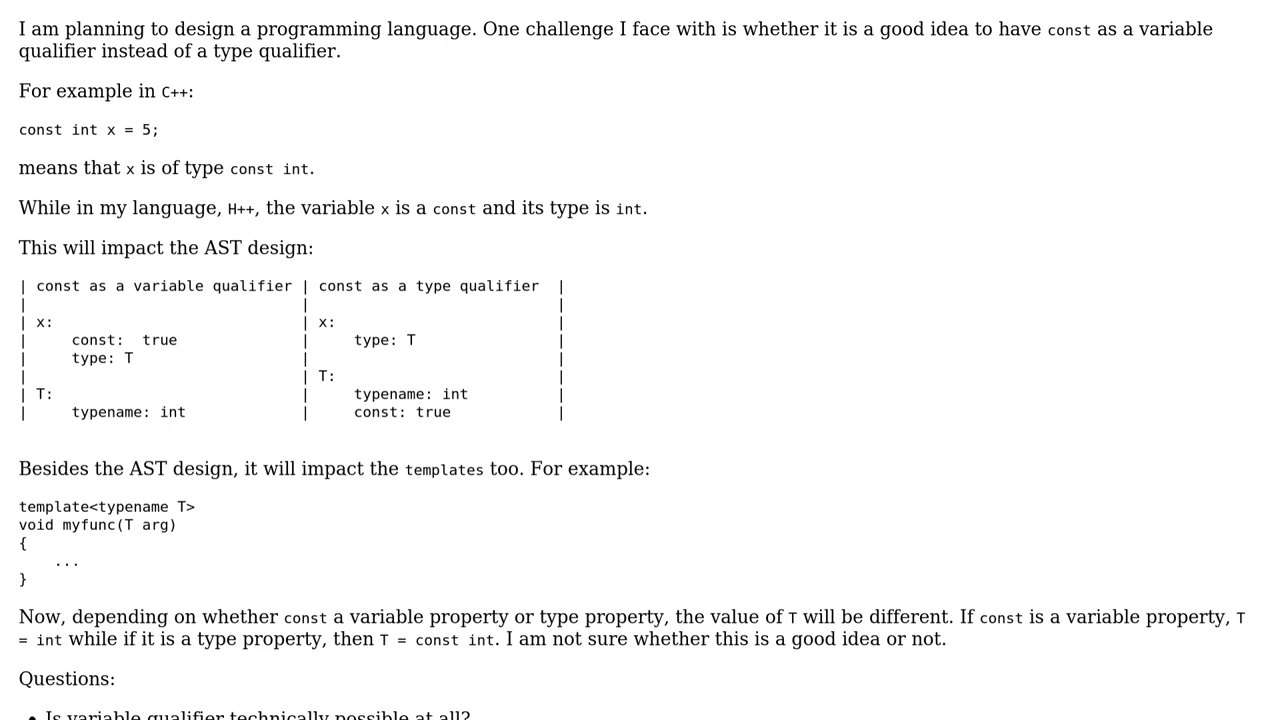 I am planning to design a programming language. One challenge I face with is whether it is a good idea to have const as a variable
qualifier instead of a type qualifier.
For example in C++:
const int x = 5;
means that x is of type const int.
While in my language, H++, the variable x is a const and its type is int.
This will impact the AST design:
| const as a variable qualifier | const as a type qualifier  |
|                               |                            |
| x:                            | x:                         |
|     const:  true              |     type: T                |
|     type: T                   |                            |
|                               | T:                         |
| T:                            |     typename: int          |
|     typename: int             |     const: true            |
Besides the AST design, it will impact the templates too. For example:
template<typename T>
void myfunc(T arg)
{
    ...
}
Now, depending on whether const a variable property or type property, the value of T will be different. If const is a variable property, T
= int while if it is a type property, then T = const int. I am not sure whether this is a good idea or not.
Questions:
• Is variable qualifier technically possible at all?